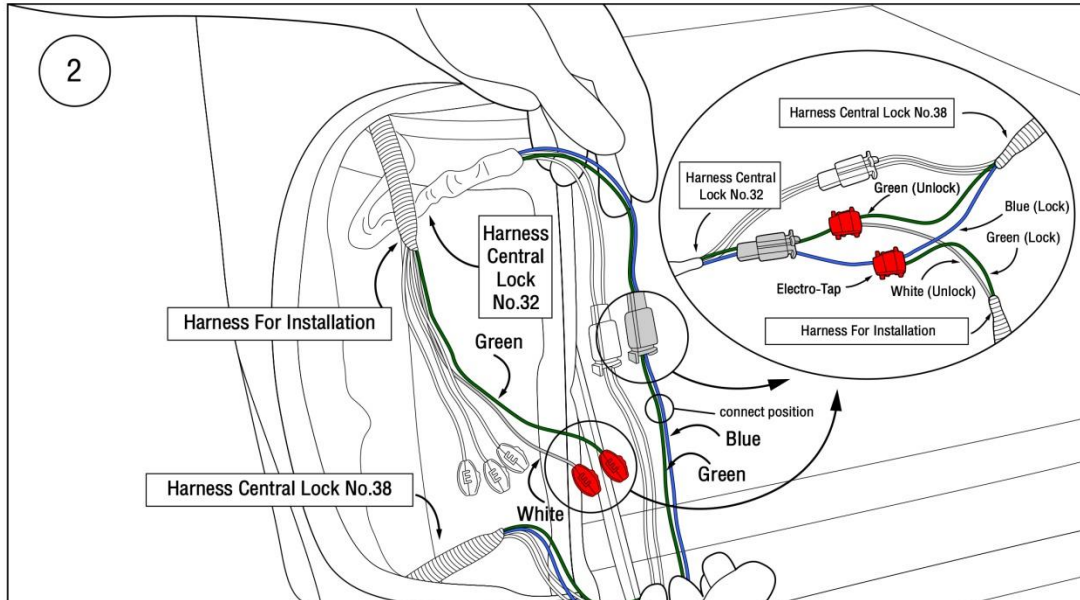 2
Harness Central Lock No.38
Harness Central
Lock No.32
Green (Unlock)
Blue (Lock)
Green (Lock)
Electro-Tap
White (Unlock)
Harness For Installation
Harness
Central
Lock
No.32
Harness For Installation
Green
connect position
Blue
Green
Harness Central Lock No.38
White